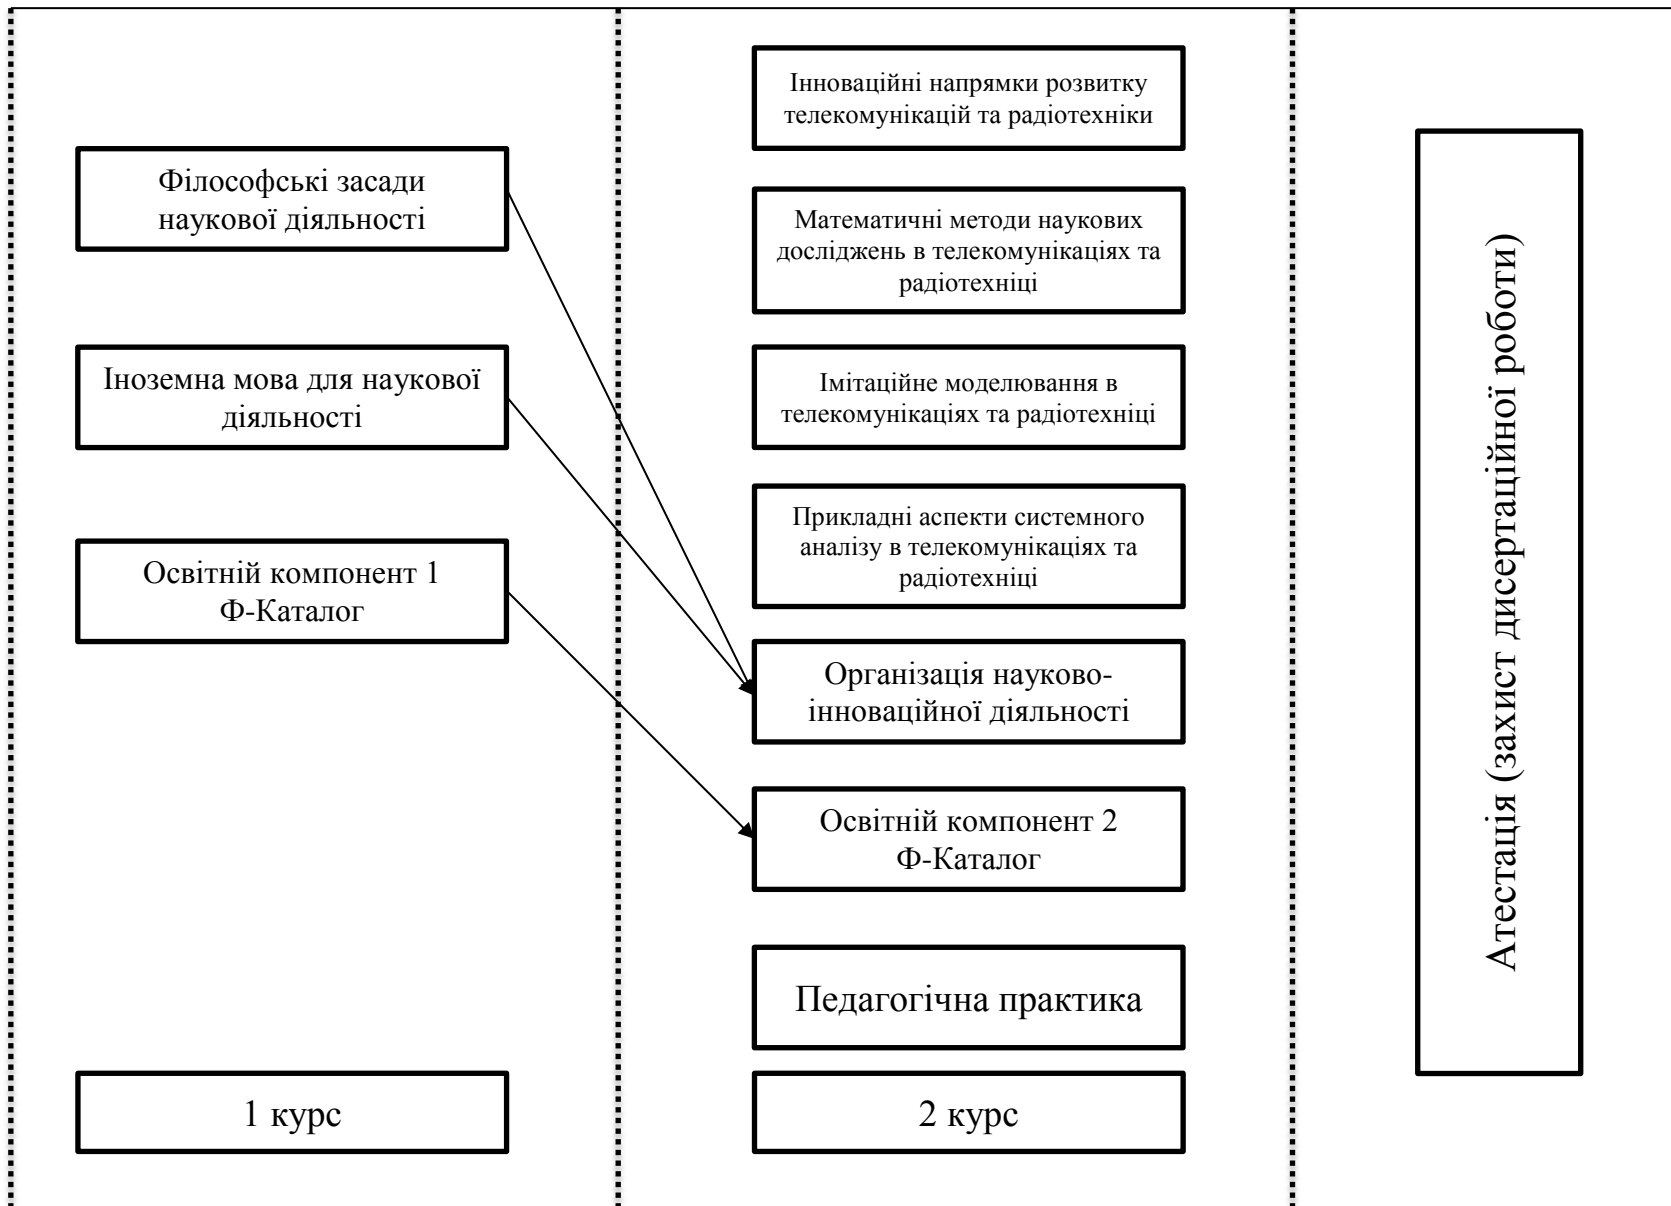 Філософські засади
наукової діяльності
Іноземна мова для наукової
діяльності
Освітній компонент 1
Ф-Каталог
1 курс
Інноваційні напрямки розвитку
телекомунікацій та радіотехніки
Математичні методи наукових
досліджень в телекомунікаціях та
радіотехніці
Імітаційне моделювання в
телекомунікаціях та радіотехніці
Прикладні аспекти системного
аналізу в телекомунікаціях та
радіотехніці
Організація науково-
інноваційної діяльності
Освітній компонент 2
Ф-Каталог
Педагогічна практика
2 курс
Атестація (захист дисертаційної роботи)